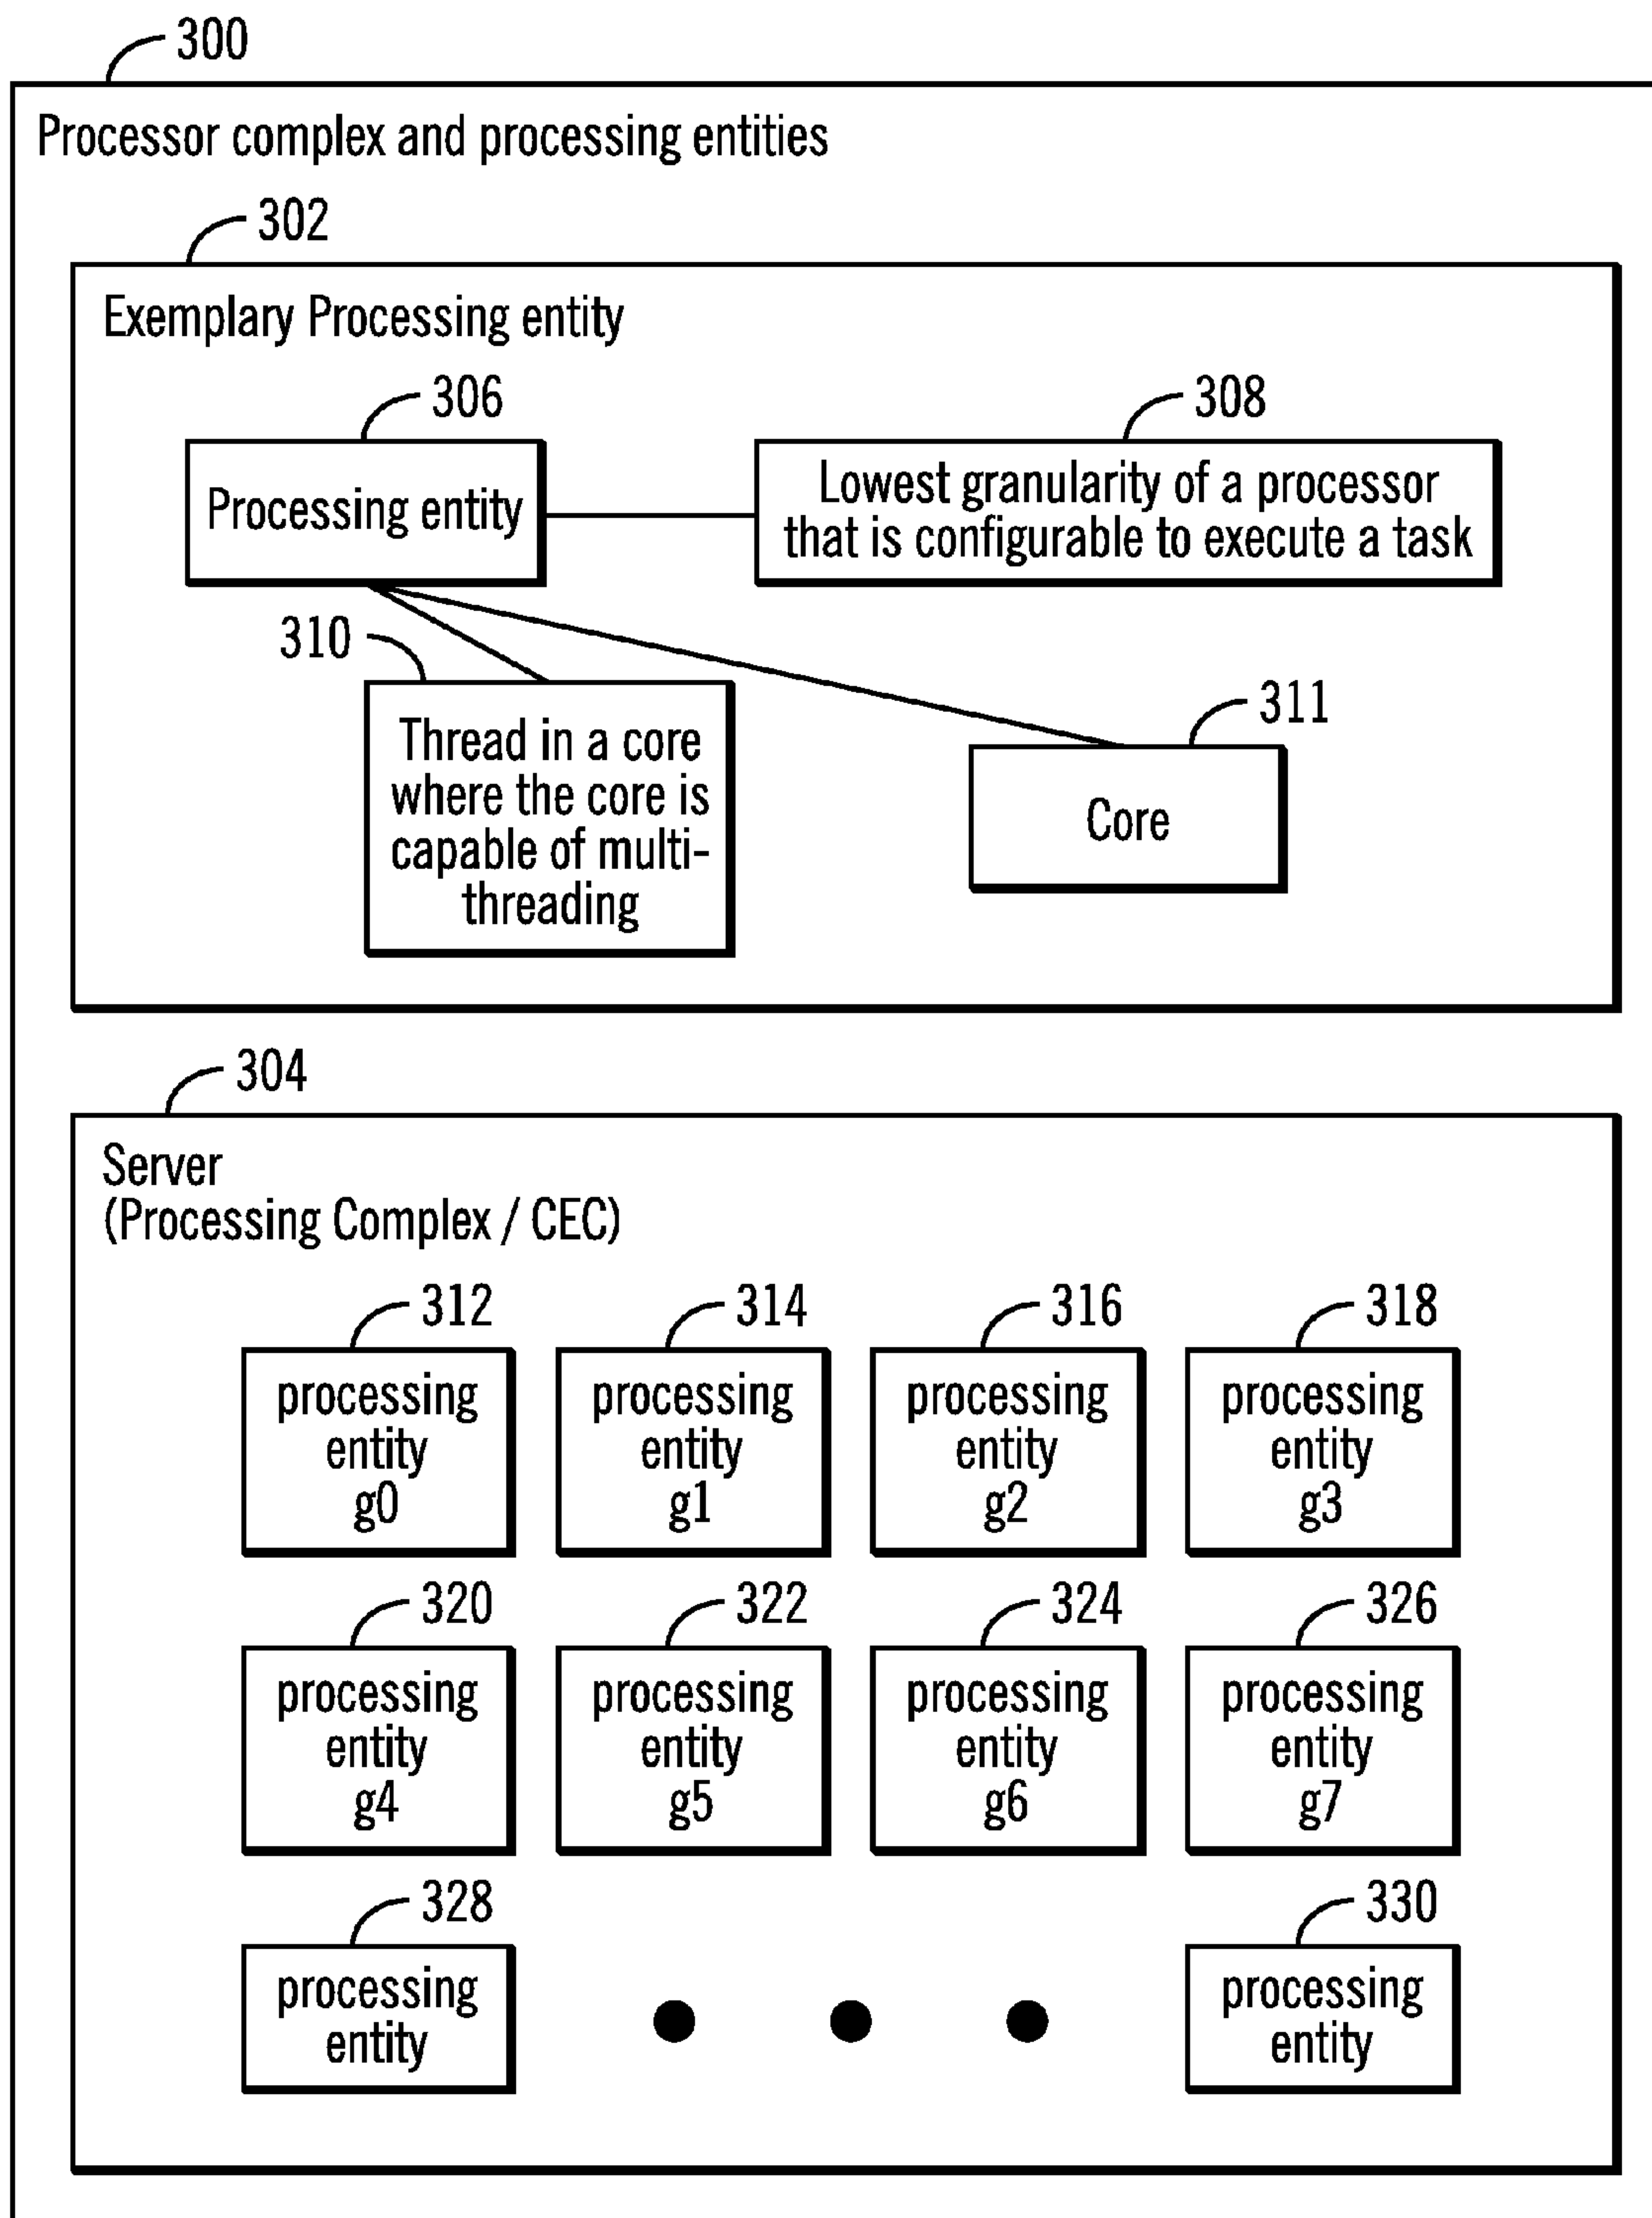 300
Processor complex and processing entities
302
Exemplary Processing entity
306
Processing entity
308
Lowest granularity of a processor
that is configurable to execute a task
310
Thread in a core
where the core is
capable of multi-
threading
311
Core
304
Server
(Processing Complex / CEC)
312
processing
entity
g0
314
processing
entity
g1
316
processing
entity
g2
318
processing
entity
g3
320
processing
entity
g4
322
processing
entity
g5
324
processing
entity
g6
326
processing
entity
g7
328
processing
entity
330
processing
entity